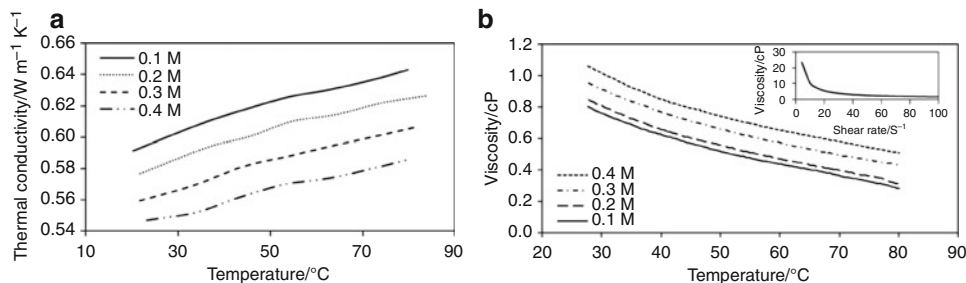 a
Thermal conductivity/W m⁻¹ K⁻¹
0.66
0.64
0.62
0.60
0.58
0.56
0.54
0.1 M
0.2 M
0.3 M
0.4 M
10 30 50 70 90
Temperature/°C
b
Viscosity/cP
1.2
1.0
0.8
0.6
0.4
0.2
0.0
0.4 M
0.3 M
0.2 M
0.1 M
20 30 40 50 60 70 80 90
Temperature/°C
Viscosity/cP
30
20
10
0
0 20 40 60 80 100
Shear rate/S⁻¹